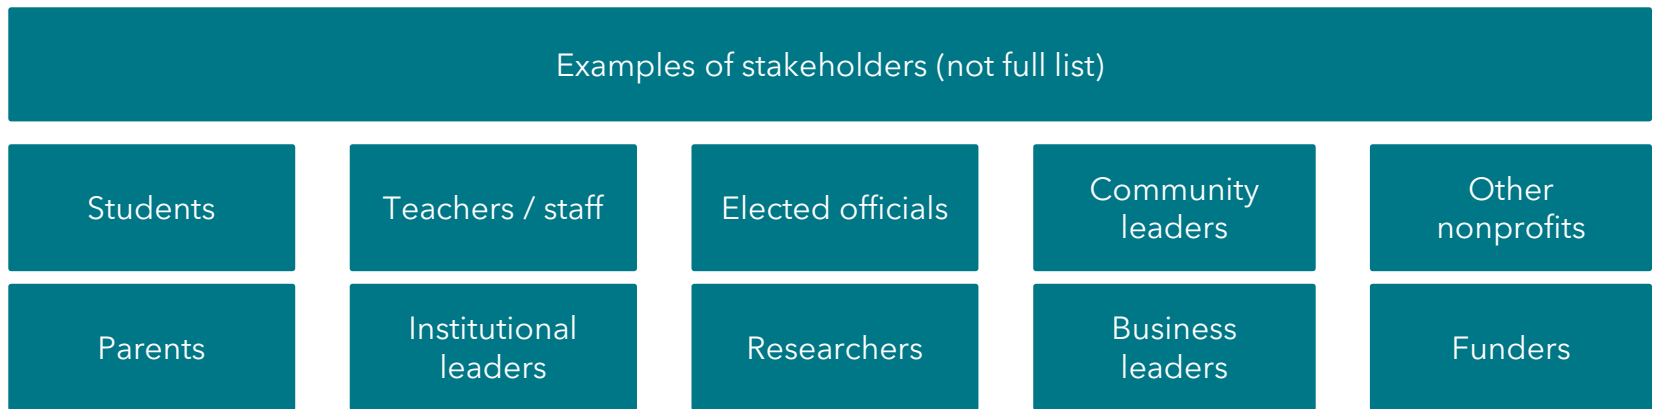 Examples of stakeholders (not full list)
Students
Teachers / staff
Elected officials
Community
leaders
Other
nonprofits
Parents
Institutional
leaders
Researchers
Business
leaders
Funders